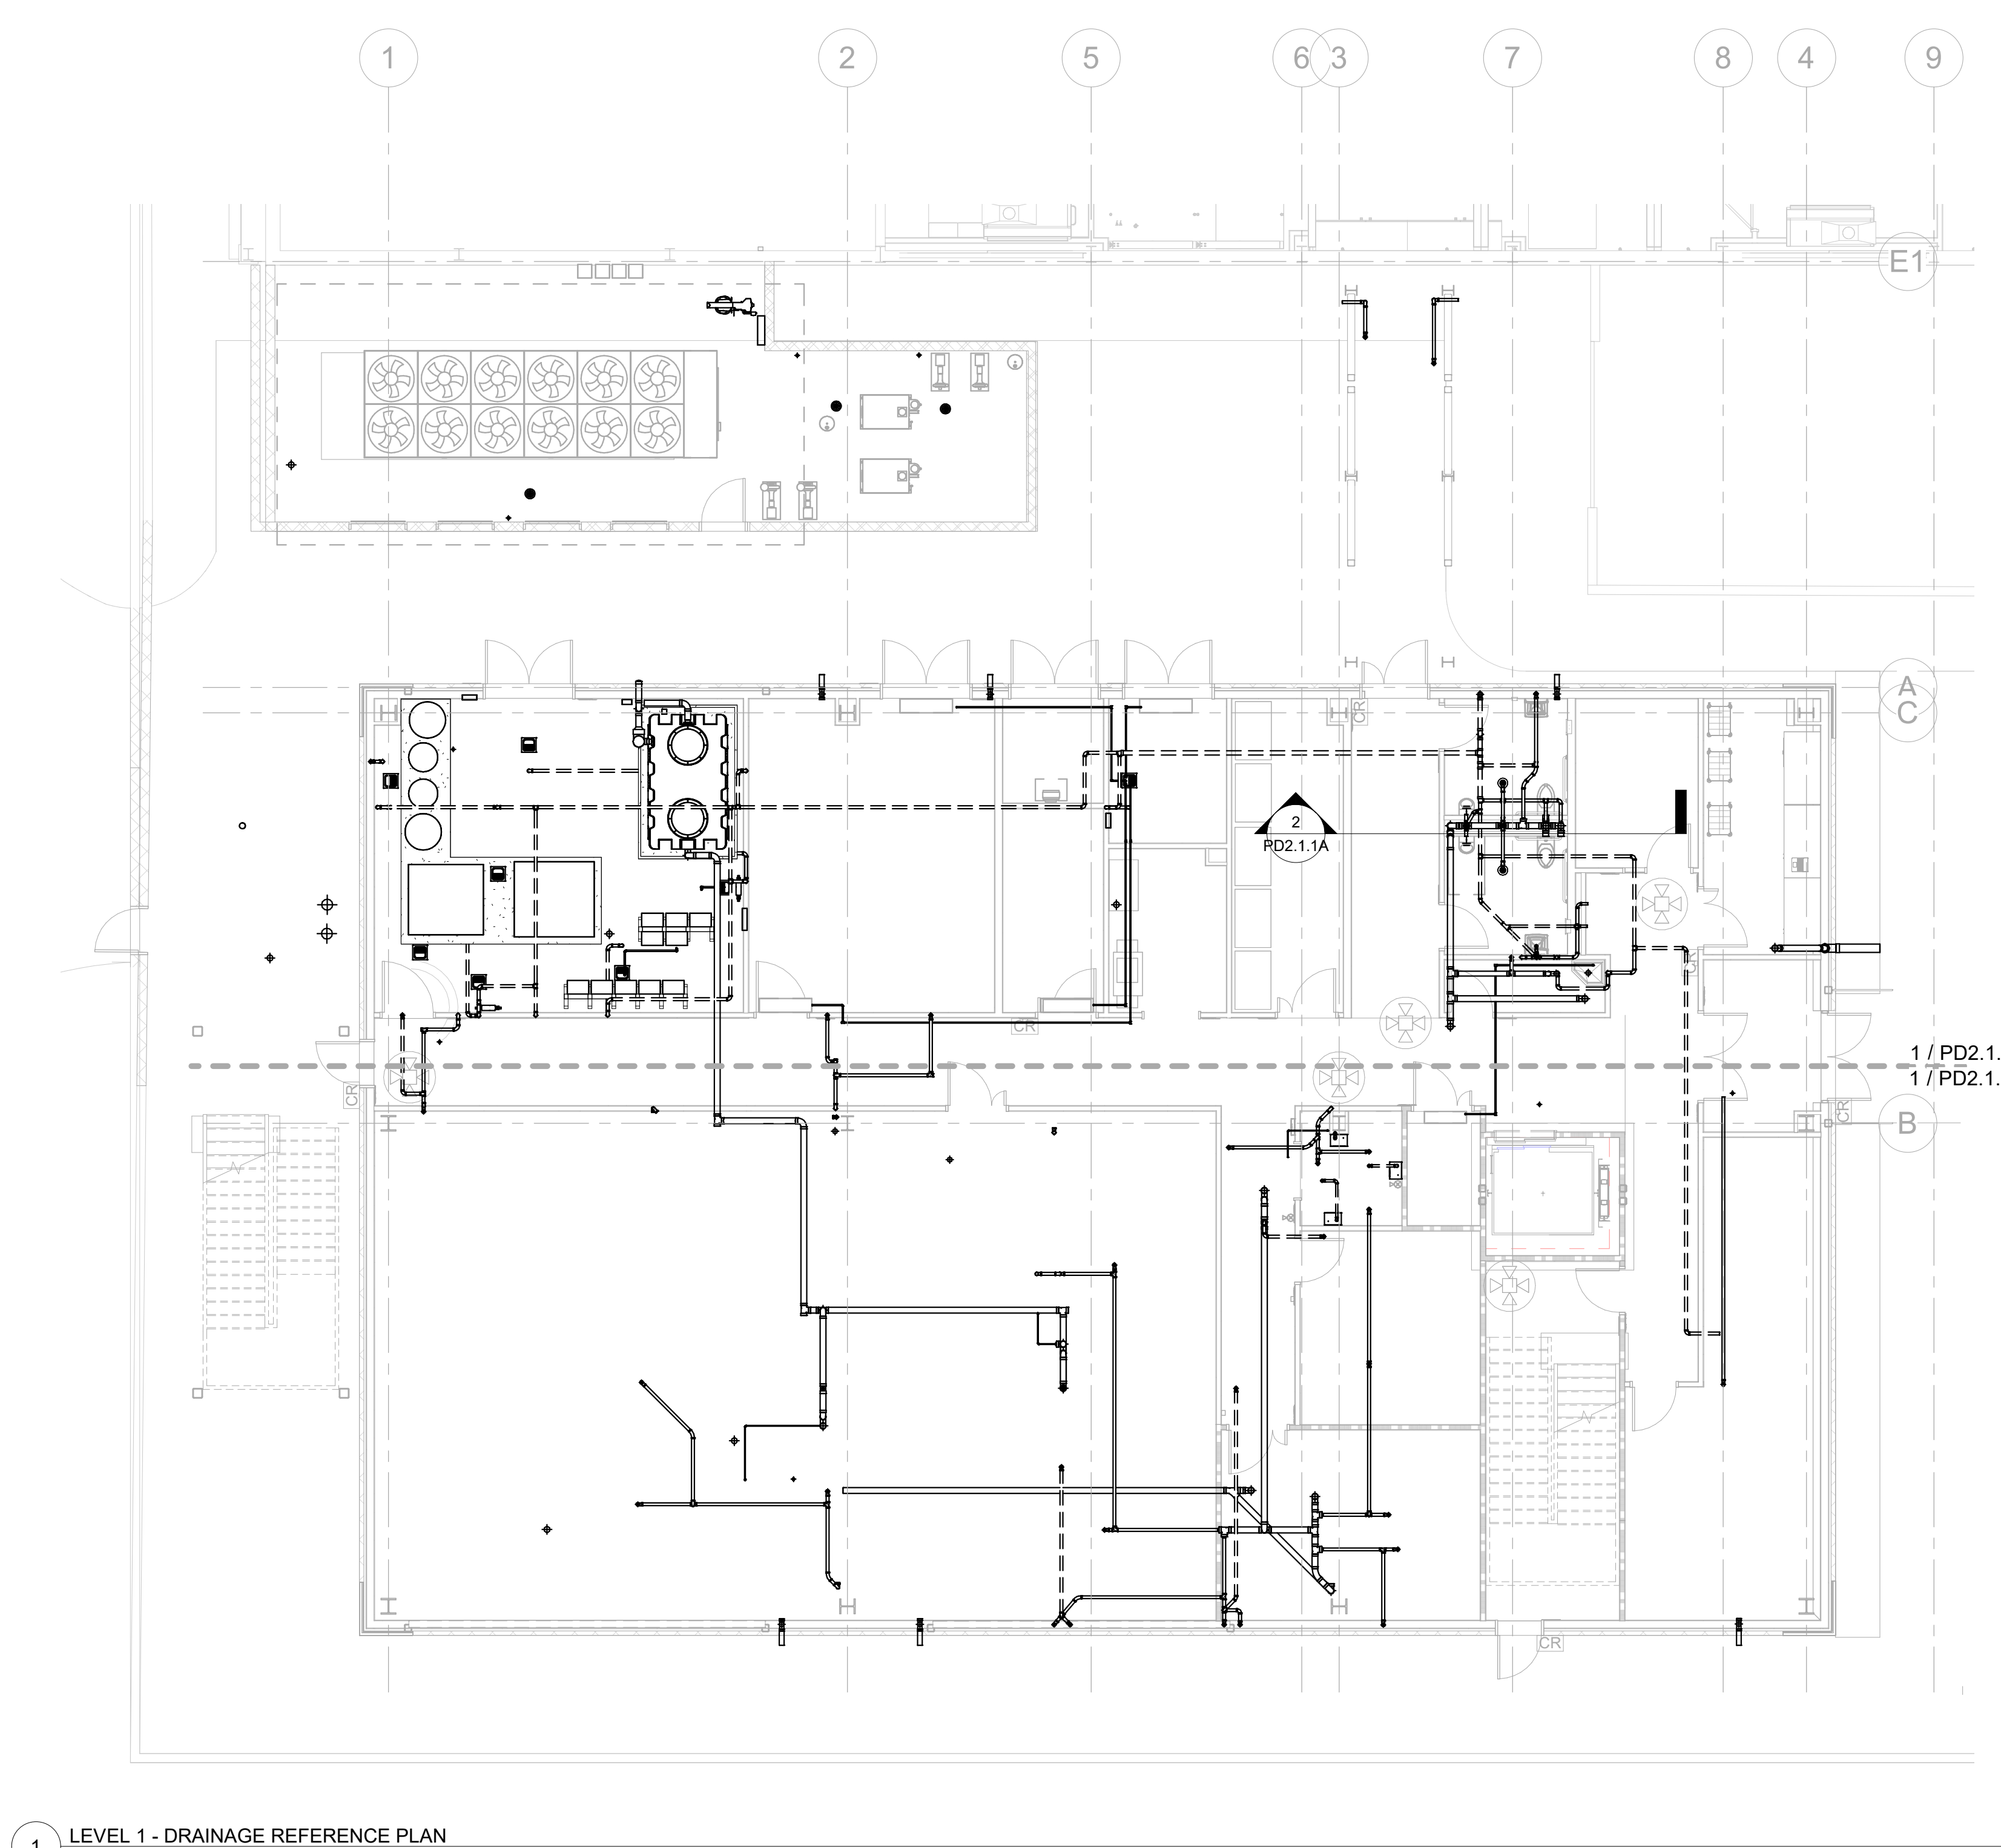 1
2
5
6
3
7
8
4
9
E1
A
C
CR
2
PD2.1.1A
CR
CR
1 / PD2.1.
1 / PD2.1.
CR
CR
B
CR
1
LEVEL 1 - DRAINAGE REFERENCE PLAN